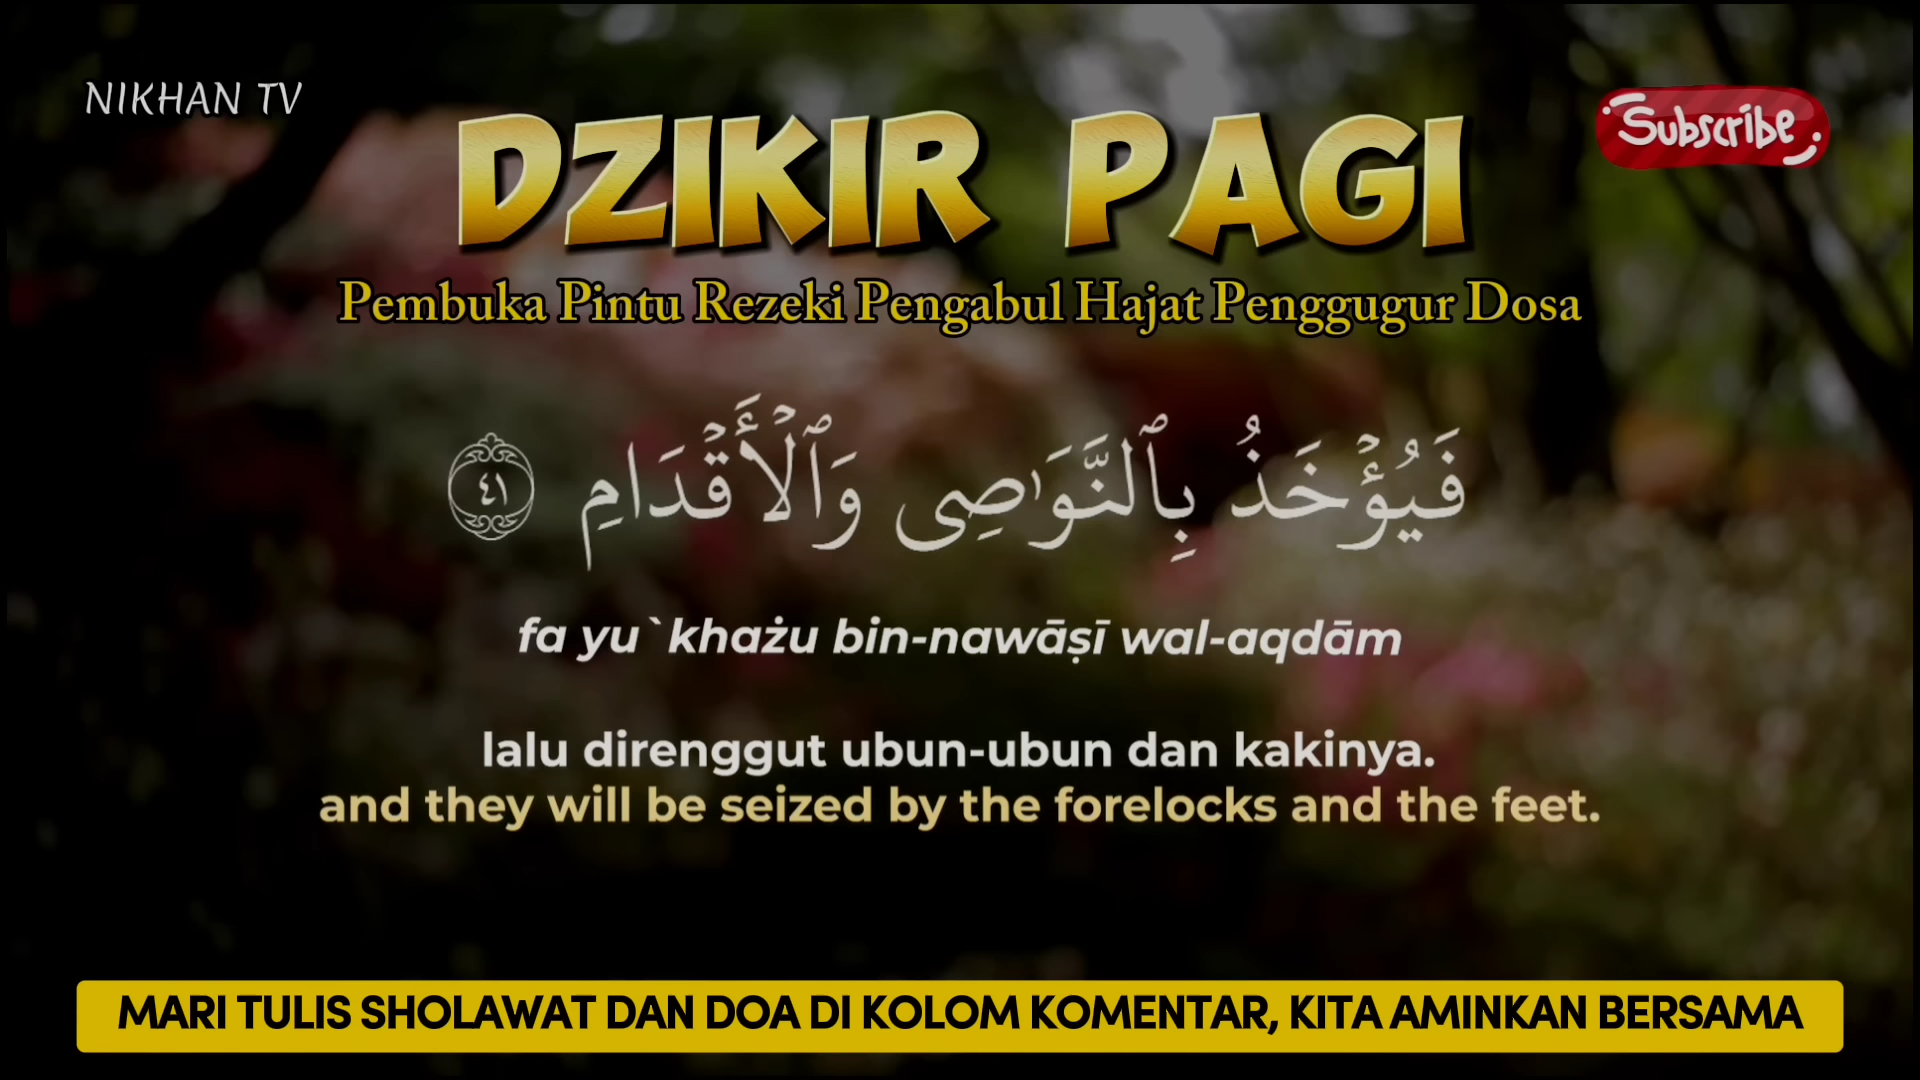 NIKHAN TV
Subscribe
DZIKIR PAGI
Pembuka Pintu Rezeki Pengabul Hajat Penggugur Dosa
فَيُؤۡخَذُ بِٱلنَّوَٰصِى وَٱلۡأَقۡدَامِ ٤١
fa yu`khażu bin-nawāṣī wal-aqdām
lalu direnggut ubun-ubun dan kakinya.
and they will be seized by the forelocks and the feet.
MARI TULIS SHOLAWAT DAN DOA DI KOLOM KOMENTAR, KITA AMINKAN BERSAMA